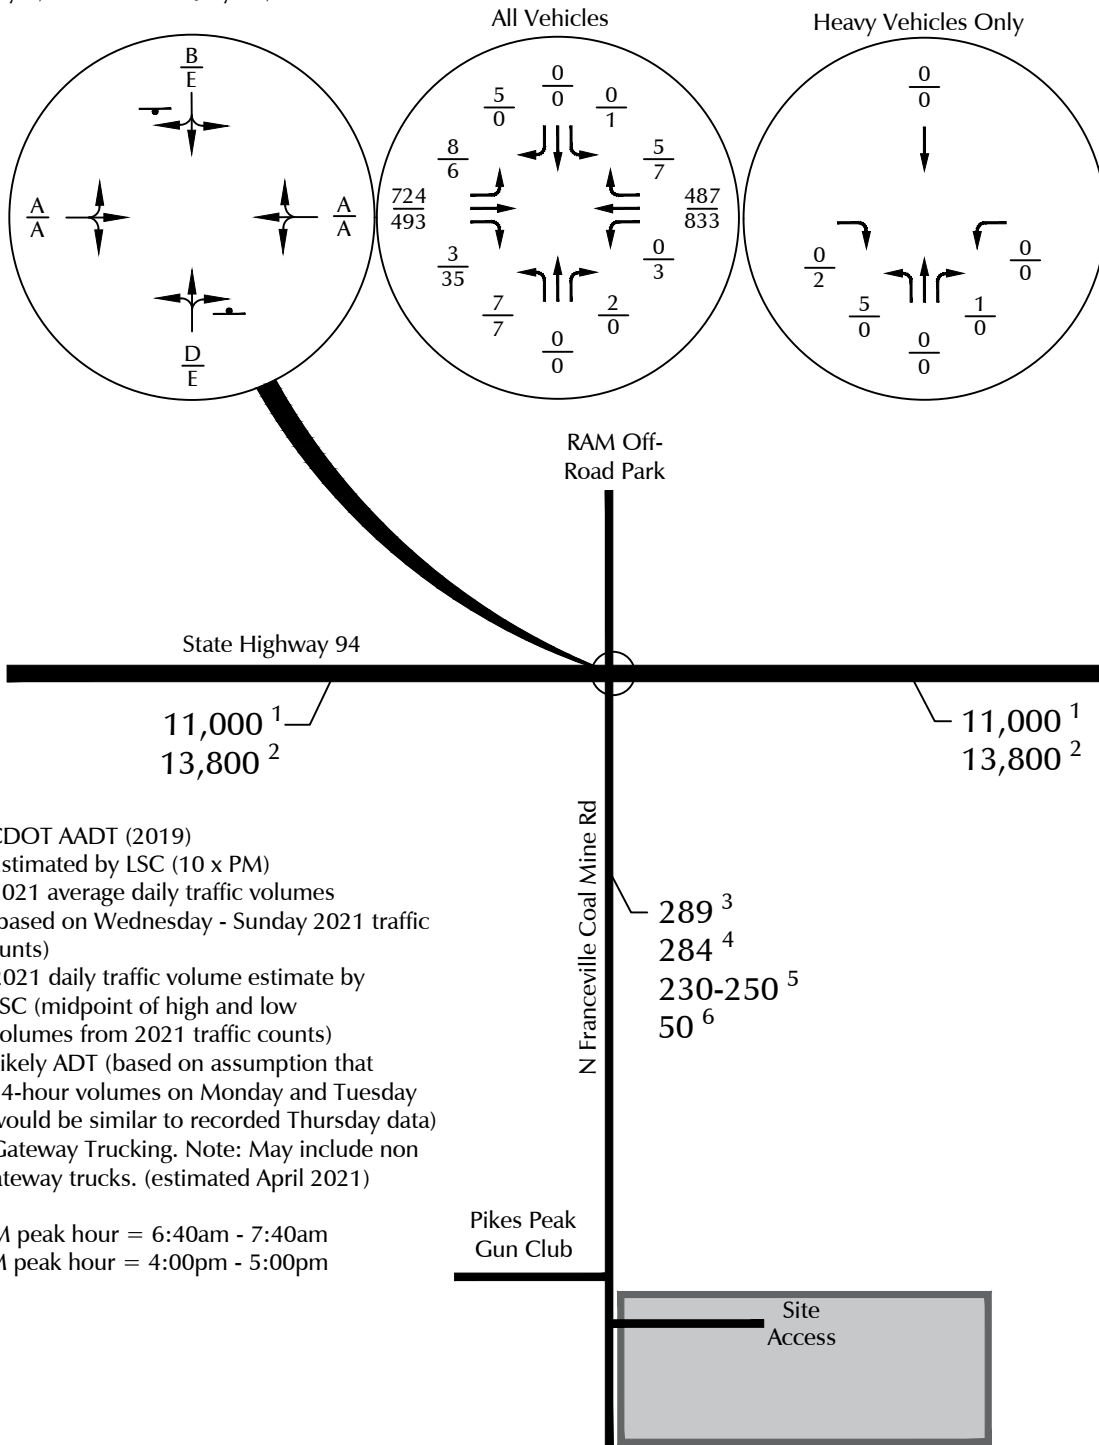 All Vehicles
Heavy Vehicles Only
B
E
A
A
A
A
D
E
5
0
0
0
0
1
8
6
5
7
724
493
487
833
3
35
0
3
7
7
2
0
0
0
0
0
0
2
0
0
5
0
1
0
0
0
RAM Off-
Road Park
State Highway 94
11,000 1
13,800 2
11,000 1
13,800 2
N Franceville Coal Mine Rd
289 3
284 4
230-250 5
50 6
CDOT AADT (2019)
stimated by LSC (10 x PM)
021 average daily traffic volumes
based on Wednesday - Sunday 2021 traffic
unts)
2021 daily traffic volume estimate by
SC (midpoint of high and low
olumes from 2021 traffic counts)
ikely ADT (based on assumption that
4-hour volumes on Monday and Tuesday
would be similar to recorded Thursday data)
Gateway Trucking. Note: May include non
ateway trucks. (estimated April 2021)
M peak hour = 6:40am - 7:40am
M peak hour = 4:00pm - 5:00pm
Pikes Peak
Gun Club
Site
Access